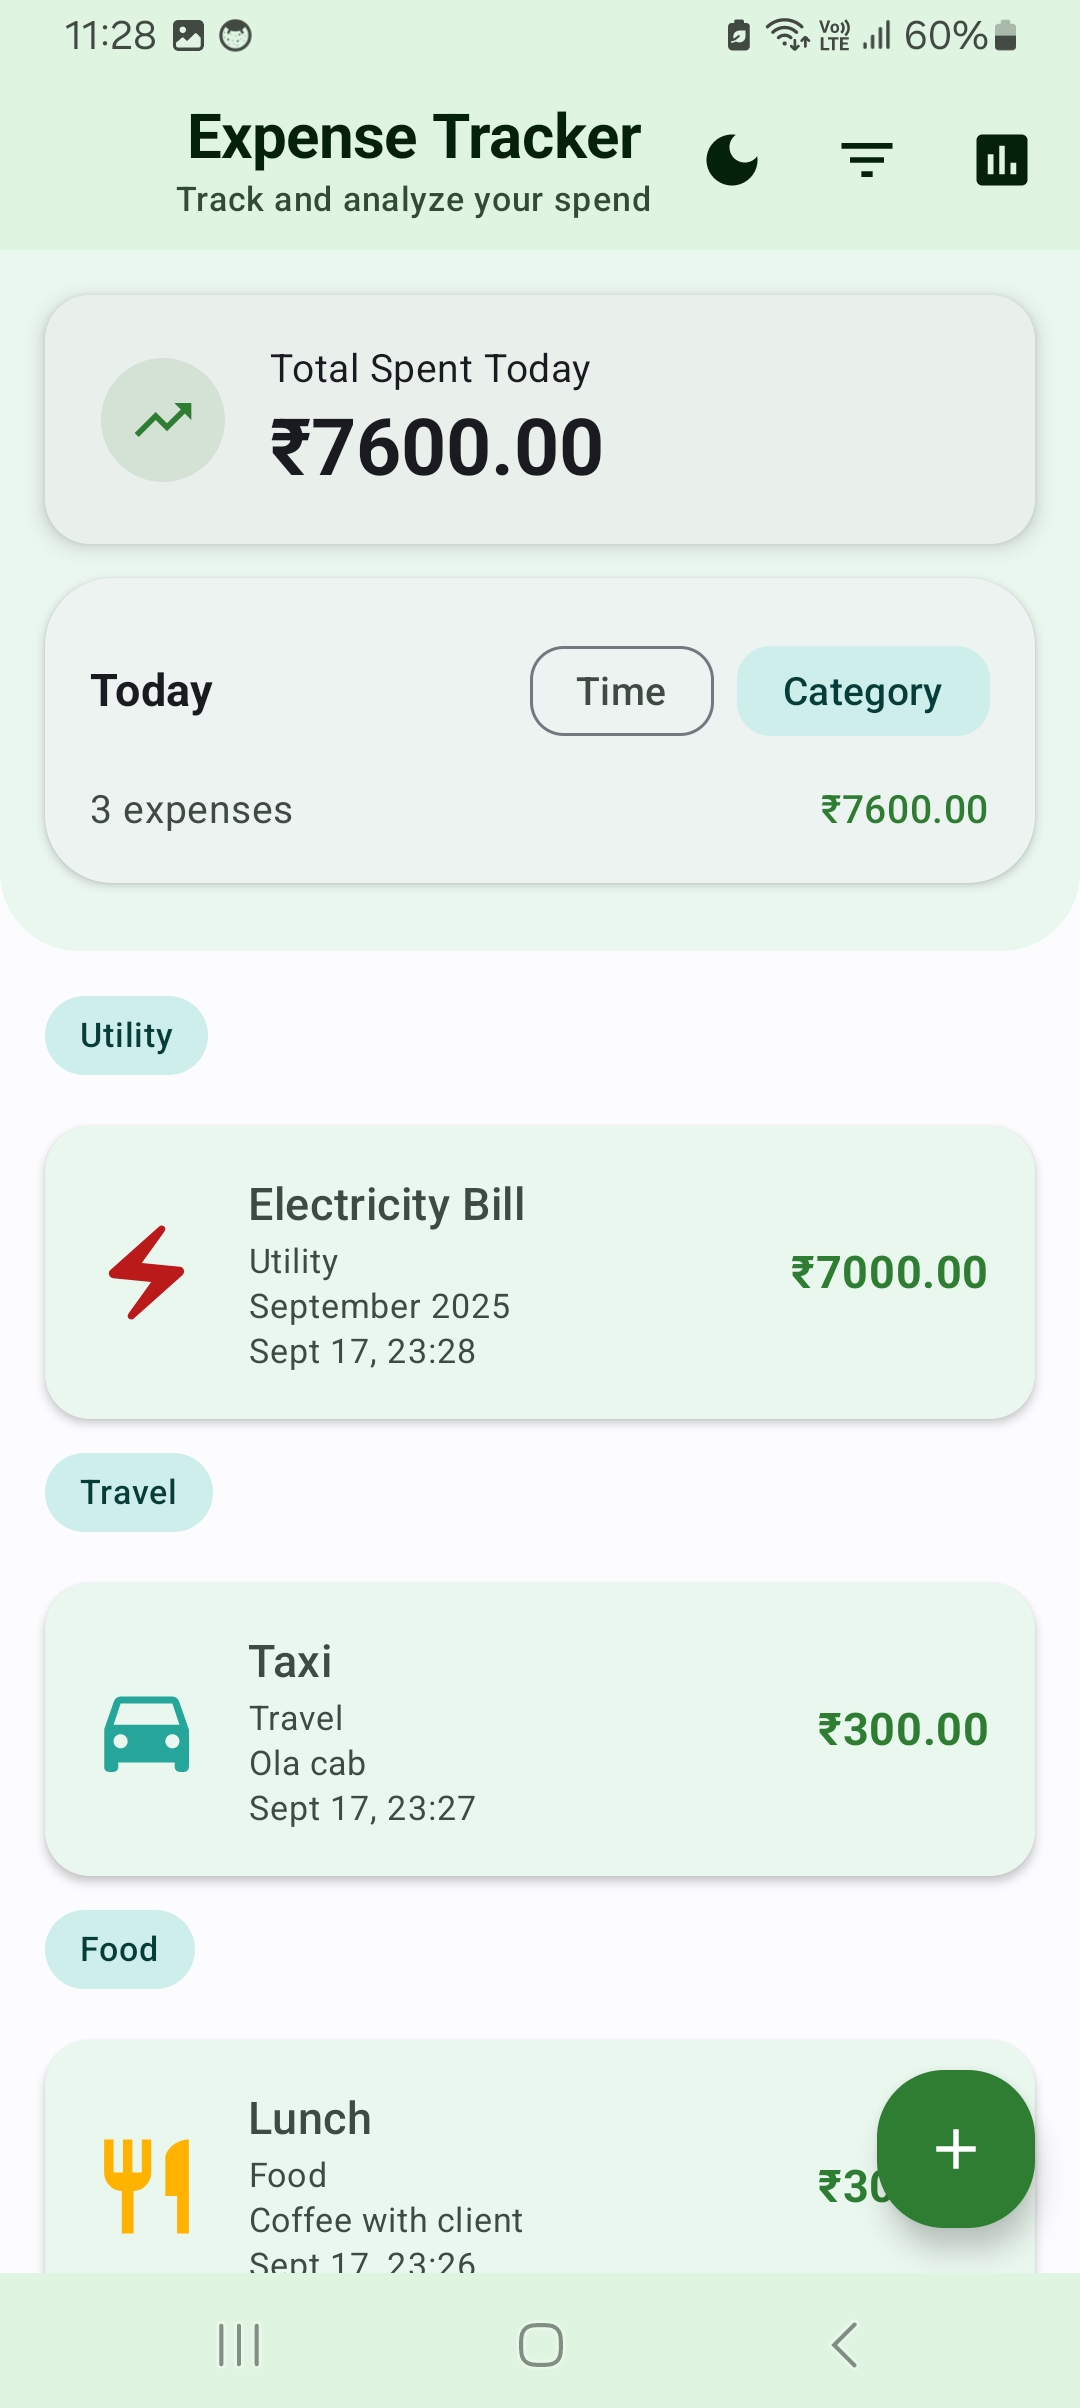 11:28
Vo)) LTE 60%
Expense Tracker
Track and analyze your spend
Total Spent Today
₹7600.00
Today Time Category
3 expenses ₹7600.00
Utility
Electricity Bill
Utility
September 2025
Sept 17, 23:28
₹7000.00
Travel
Taxi
Travel
Ola cab
Sept 17, 23:27
₹300.00
Food
Lunch
Food
Coffee with client
Sept 17, 23:26
₹30